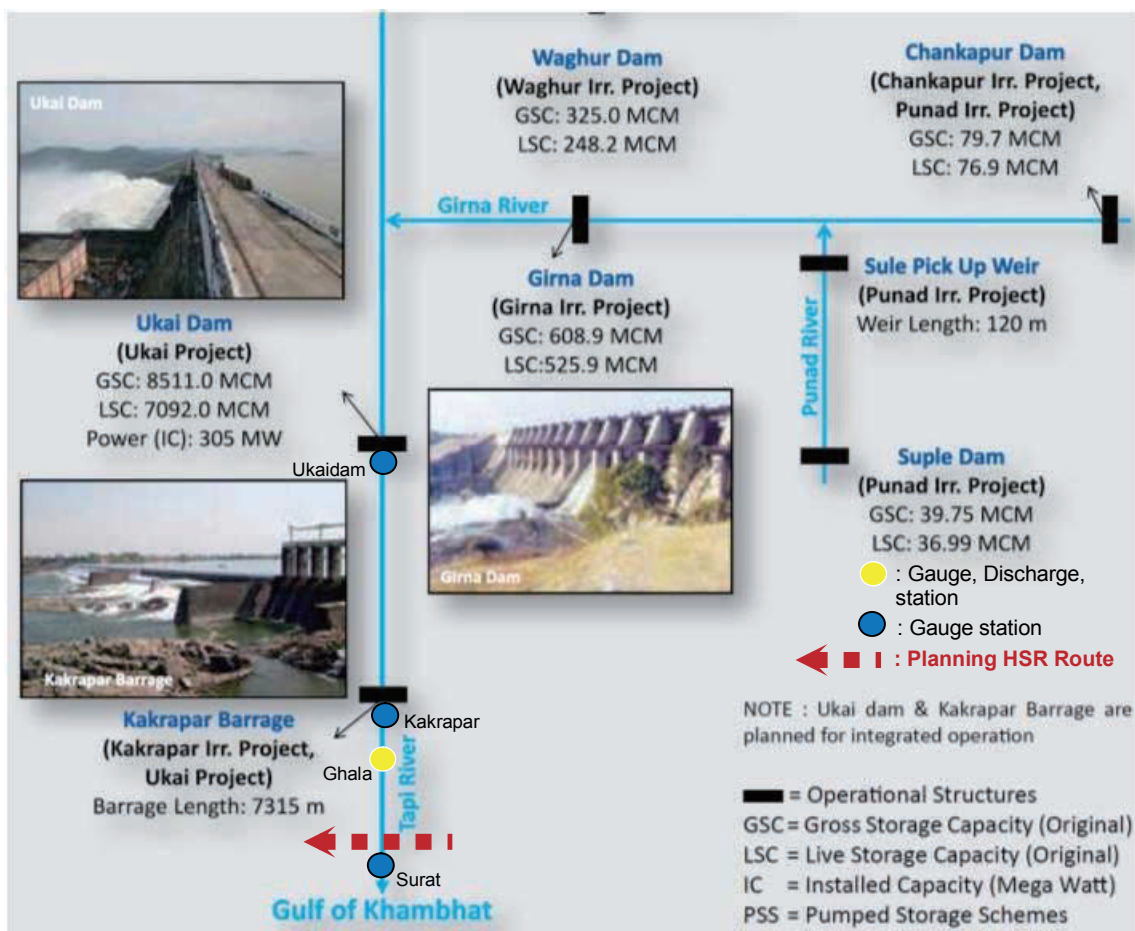 Waghur Dam
(Waghur Irr. Project)
GSC: 325.0 MCM
LSC: 248.2 MCM
Chankapur Dam
(Chankapur Irr. Project,
Punad Irr. Project)
GSC: 79.7 MCM
LSC: 76.9 MCM
Ukai Dam
Girna River
Ukai Dam
(Ukai Project)
GSC: 8511.0 MCM
LSC: 7092.0 MCM
Power (IC): 305 MW
Girna Dam
(Girna Irr. Project)
GSC: 608.9 MCM
LSC:525.9 MCM
Sule Pick Up Weir
(Punad Irr. Project)
Weir Length: 120 m
Punad River
Ukaidam
Girna Dam
Suple Dam
(Punad Irr. Project)
GSC: 39.75 MCM
LSC: 36.99 MCM
: Gauge, Discharge,
station
: Gauge station
: Planning HSR Route
Kakrapar Barrage
Kakrapar Barrage
(Kakrapar Irr. Project,
Ukai Project)
Barrage Length: 7315 m
Kakrapar
Ghala
Tapi River
Surat
Gulf of Khambhat
NOTE : Ukai dam & Kakrapar Barrage are
planned for integrated operation
= Operational Structures
GSC = Gross Storage Capacity (Original)
LSC = Live Storage Capacity (Original)
IC = Installed Capacity (Mega Watt)
PSS = Pumped Storage Schemes